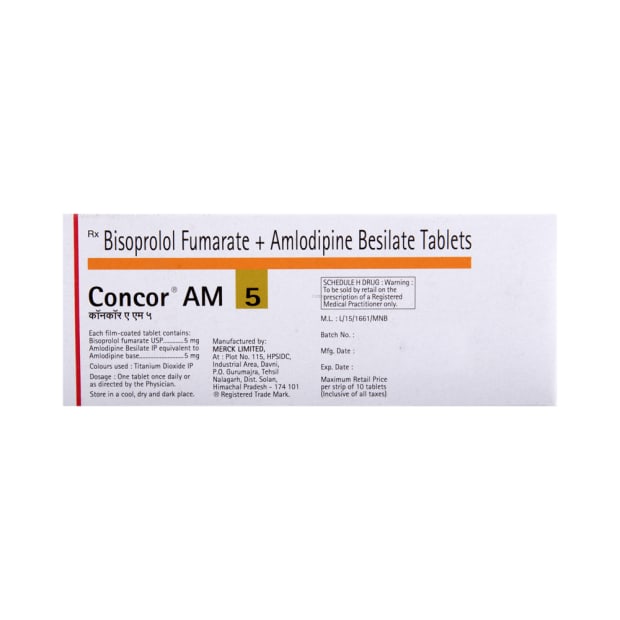 Rx Bisoprolol Fumarate + Amlodipine Besilate Tablets
Concor® AM 5
कॉनकॉर ए एम ५
Each film-coated tablet contains:
Bisoprolol fumarate USP...........5 mg
Amlodipine Besilate IP equivalent to
Amlodipine base.......................5 mg
Colours used : Titanium Dioxide IP
Dosage : One tablet once daily or
as directed by the Physician.
Store in a cool, dry and dark place.
Manufactured by:
MERCK LIMITED,
At : Plot No. 115, HPSIDC,
Industrial Area, Davni,
P.O. Gurumajra, Tehsil
Nalagarh, Dist. Solan,
Himachal Pradesh - 174 101
® Registered Trade Mark.
SCHEDULE H DRUG : Warning :
To be sold by retail on the
prescription of a Registered
Medical Practitioner only.
M.L. : L/15/1661/MNB
Batch No. :
Mfg. Date :
Exp. Date :
Maximum Retail Price
per strip of 10 tablets
(Inclusive of all taxes)